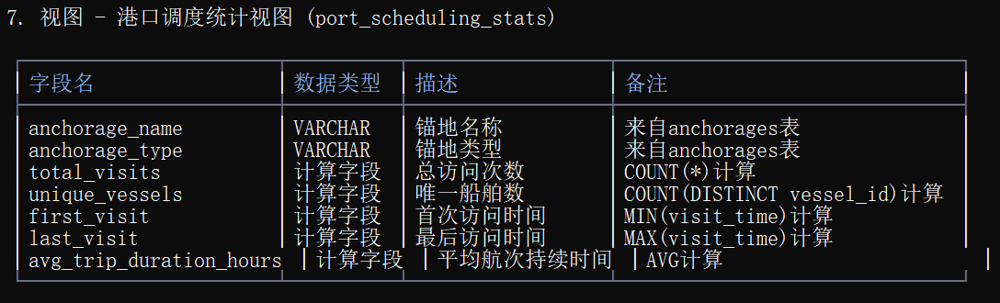 7. 视图 - 港口调度统计视图 (port_scheduling_stats)
字段名 数据类型 描述 备注
anchorage_name VARCHAR 锚地名称 来自anchorages表
anchorage_type VARCHAR 锚地类型 来自anchorages表
total_visits 计算字段 总访问次数 COUNT(*)计算
unique_vessels 计算字段 唯一船舶数 COUNT(DISTINCT vessel_id)计算
first_visit 计算字段 首次访问时间 MIN(visit_time)计算
last_visit 计算字段 最后访问时间 MAX(visit_time)计算
avg_trip_duration_hours 计算字段 平均航次持续时间 AVG计算